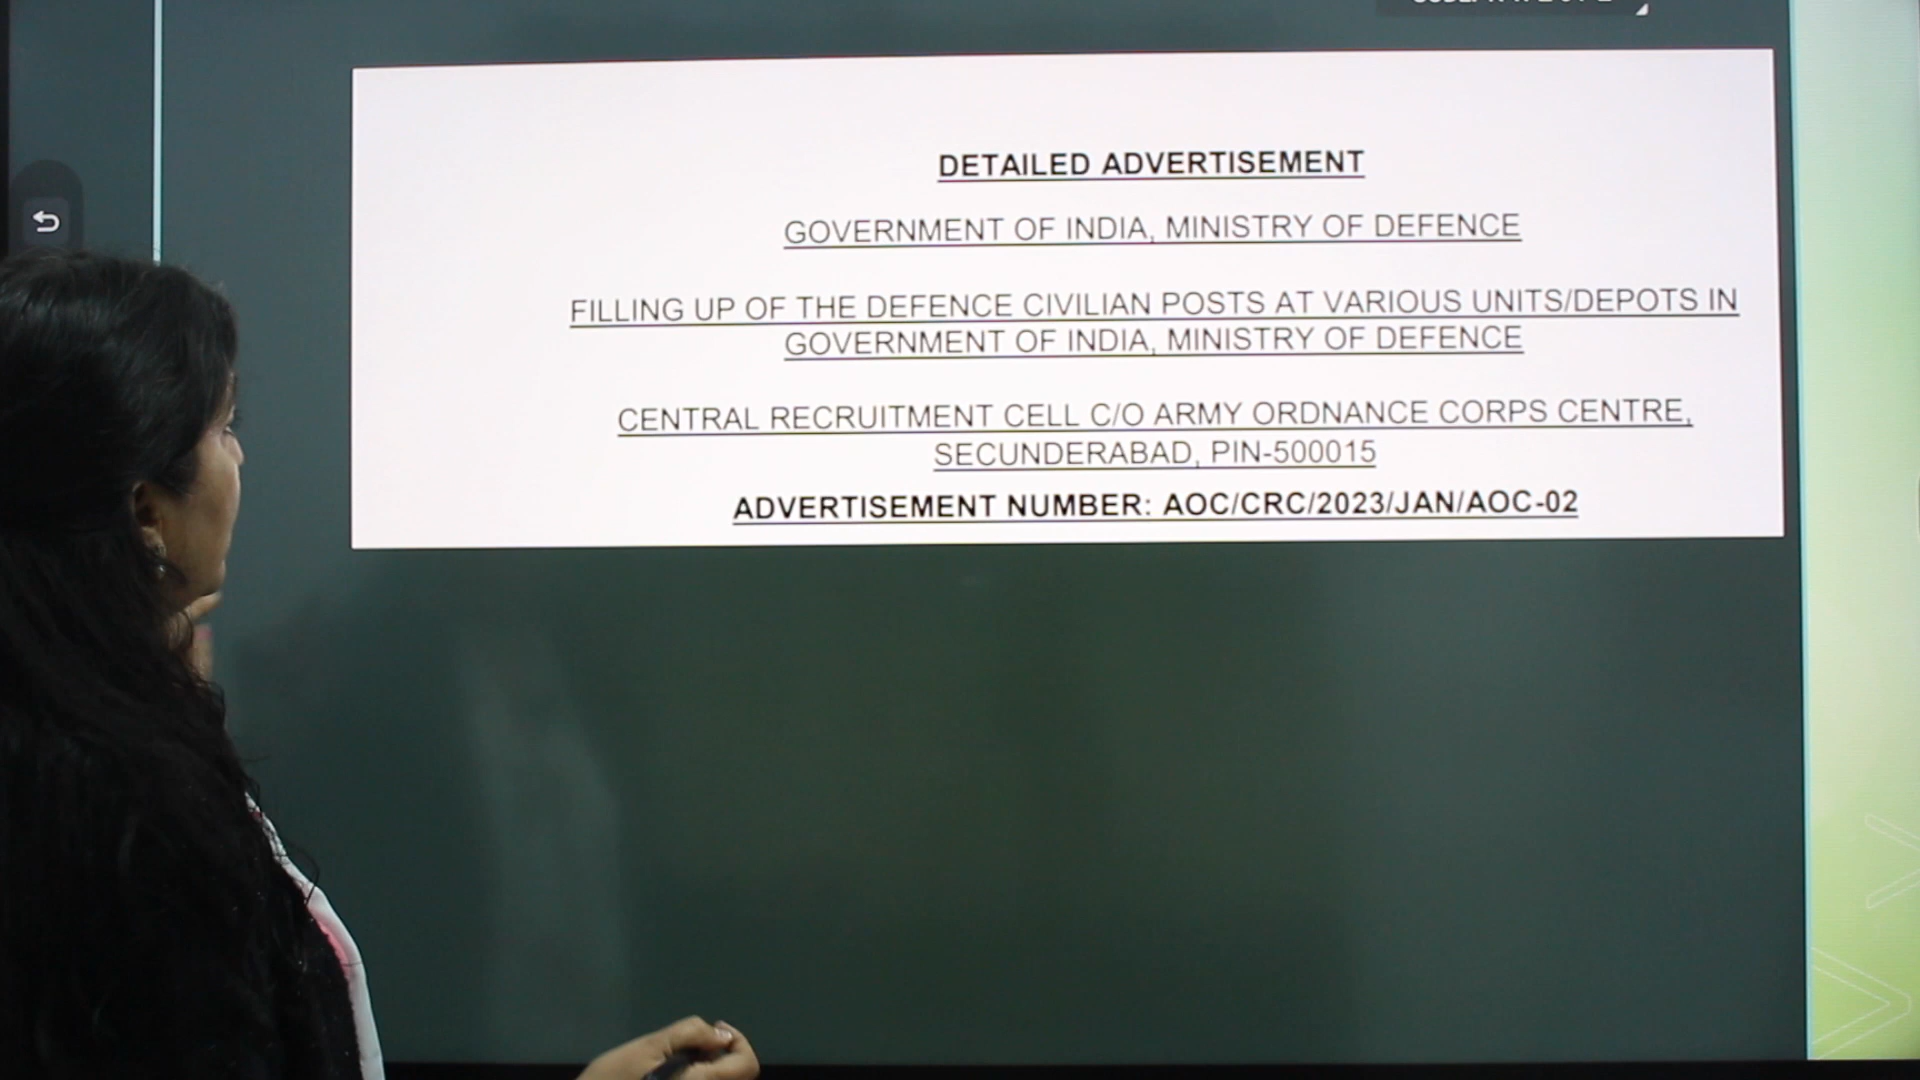 DETAILED ADVERTISEMENT
GOVERNMENT OF INDIA, MINISTRY OF DEFENCE
FILLING UP OF THE DEFENCE CIVILIAN POSTS AT VARIOUS UNITS/DEPOTS IN
GOVERNMENT OF INDIA, MINISTRY OF DEFENCE
CENTRAL RECRUITMENT CELL C/O ARMY ORDNANCE CORPS CENTRE,
SECUNDERABAD, PIN-500015
ADVERTISEMENT NUMBER: AOC/CRC/2023/JAN/AOC-02